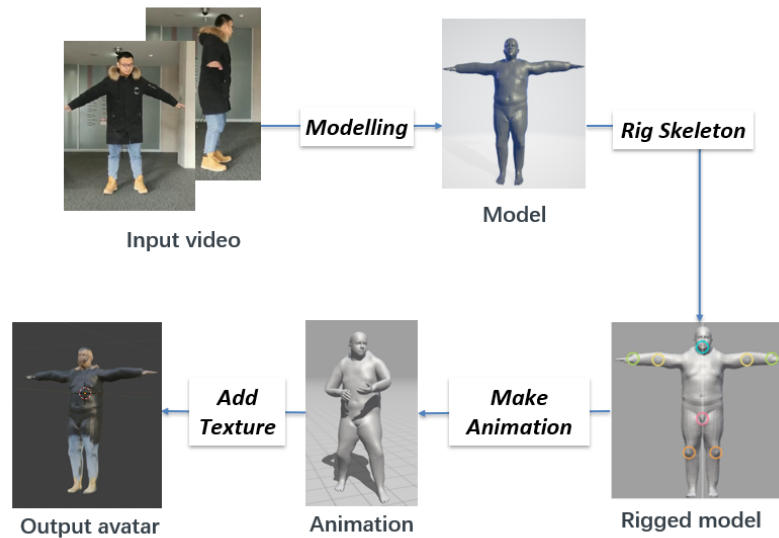 Modelling
Rig Skeleton
Input video
Model
Add
Texture
Make
Animation
Output avatar
Animation
Rigged model